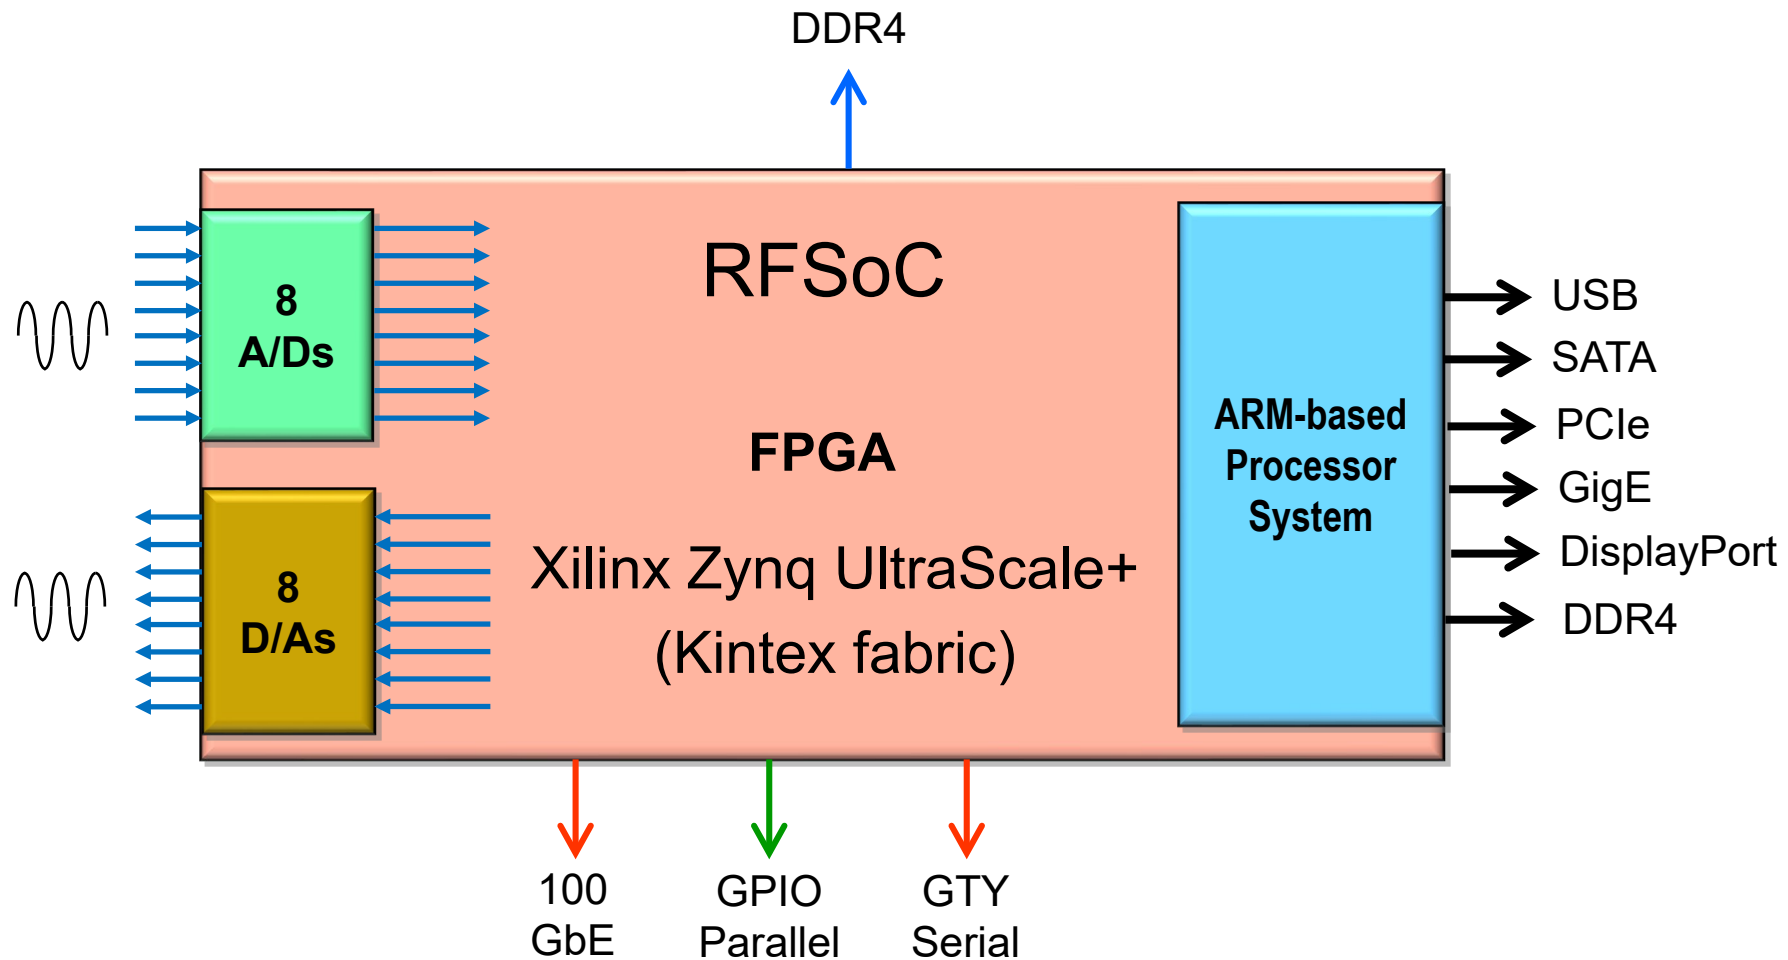 DDR4
RFSoC
8
A/Ds
FPGA
Xilinx Zynq UltraScale+
(Kintex fabric)
8
D/As
ARM-based
Processor
System
USB
SATA
PCIe
GigE
DisplayPort
DDR4
100
GbE
GPIO
Parallel
GTY
Serial